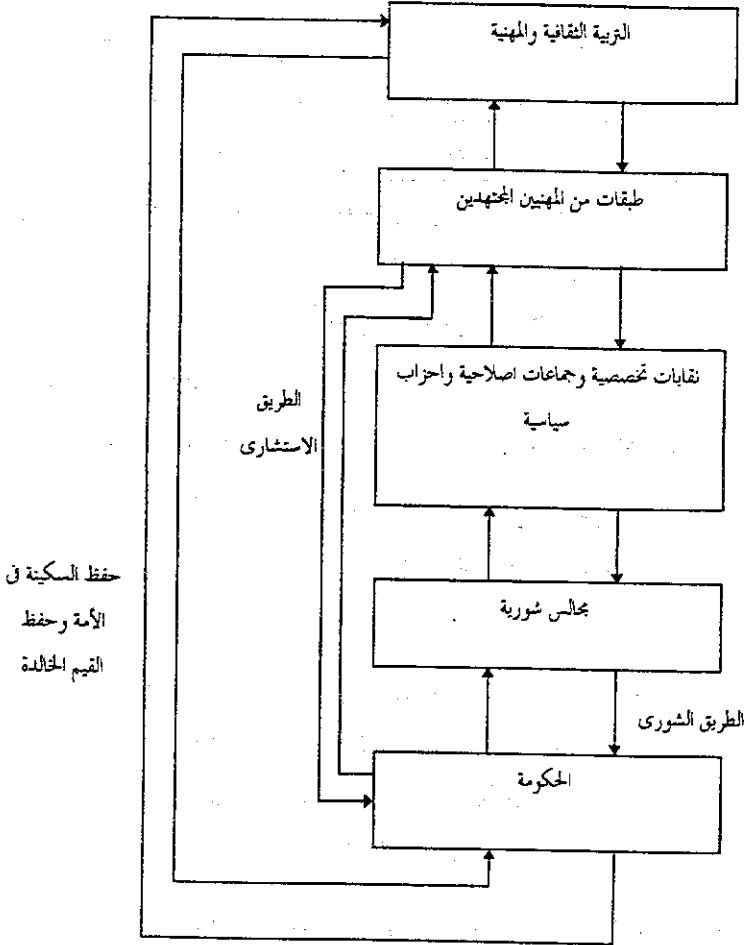 التربية الثقافية والمهنية
طبقات من المهنيين المجتهدين
نقابات تخصصية وجماعات اصلاحية واحزاب
سياسية
الطريق
الاستشارى
مجالس شورية
حفظ السكينة فى
الأمة وحفظ
القيم الخالدة
الطريق الشورى
الحكومة